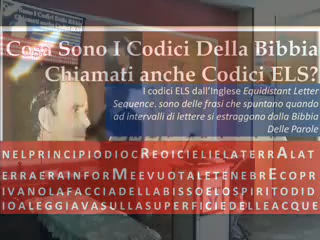 Cosa Sono I Codici Della Bibbia
Chiamati anche Codici ELS?
I codici ELS dall'Inglese Equidistant Letter
Sequence. sono delle frasi che spuntano quando
ad intervalli di lettere si estraggono dalla Bibbia
Delle Parole
NELPRINCIPIODIOCREOICIELIELATERRALAT
ERRAERAINFORMEEVUOTALETENEBRECOPR
IVANOLAFACCIADELLABISSOELOSPIRITODID
IOALEGGIAVASULLASUPERFICIEDELLEACQUE